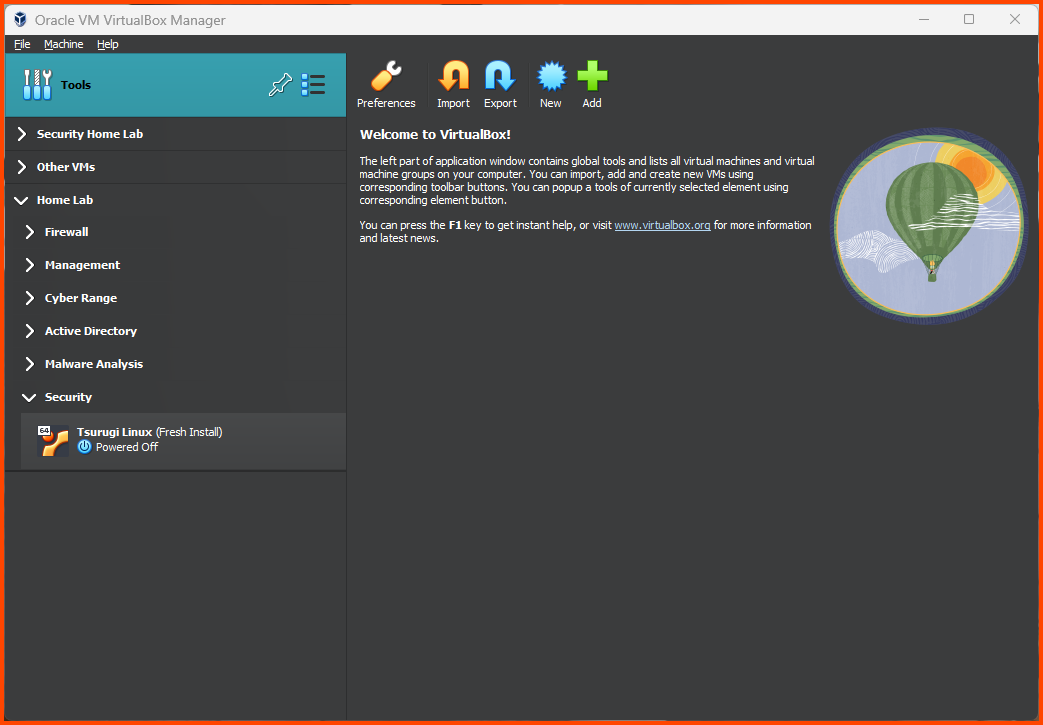 Oracle VM VirtualBox Manager
File Machine Help
Tools
Preferences Import Export New Add
Security Home Lab
Other VMs
Home Lab
Firewall
Management
Cyber Range
Active Directory
Malware Analysis
Security
64
Tsurugi Linux (Fresh Install)
Powered Off
Welcome to VirtualBox!
The left part of application window contains global tools and lists all virtual machines and virtual
machine groups on your computer. You can import, add and create new VMs using
corresponding toolbar buttons. You can popup a tools of currently selected element using
corresponding element button.
You can press the F1 key to get instant help, or visit www.virtualbox.org for more information
and latest news.